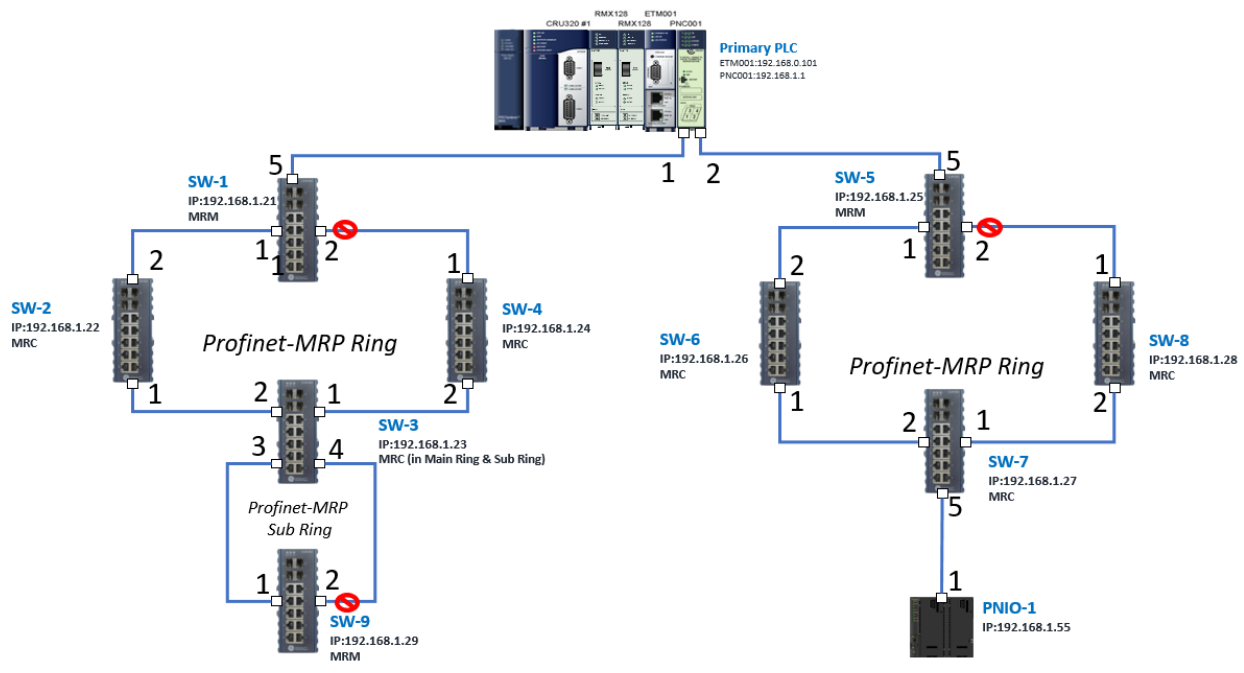 RMX128
ETM001
CRU320 #1
RMX128
PNC001
Primary PLC
ETM001:192.168.0.101
PNC001:192.168.1.1
1
2
5
SW-1
IP:192.168.1.21
MRM
1
1
2
2
SW-2
IP:192.168.1.22
MRC
1
1
SW-4
IP:192.168.1.24
MRC
2
Profinet-MRP Ring
2
1
SW-3
IP:192.168.1.23
MRC (in Main Ring & Sub Ring)
3
4
Profinet-MRP
Sub Ring
1
2
SW-9
IP:192.168.1.29
MRM
5
SW-5
IP:192.168.1.25
MRM
1
2
2
SW-6
IP:192.168.1.26
MRC
1
1
SW-8
IP:192.168.1.28
MRC
2
Profinet-MRP Ring
2
1
SW-7
IP:192.168.1.27
MRC
5
1
PNIO-1
IP:192.168.1.55